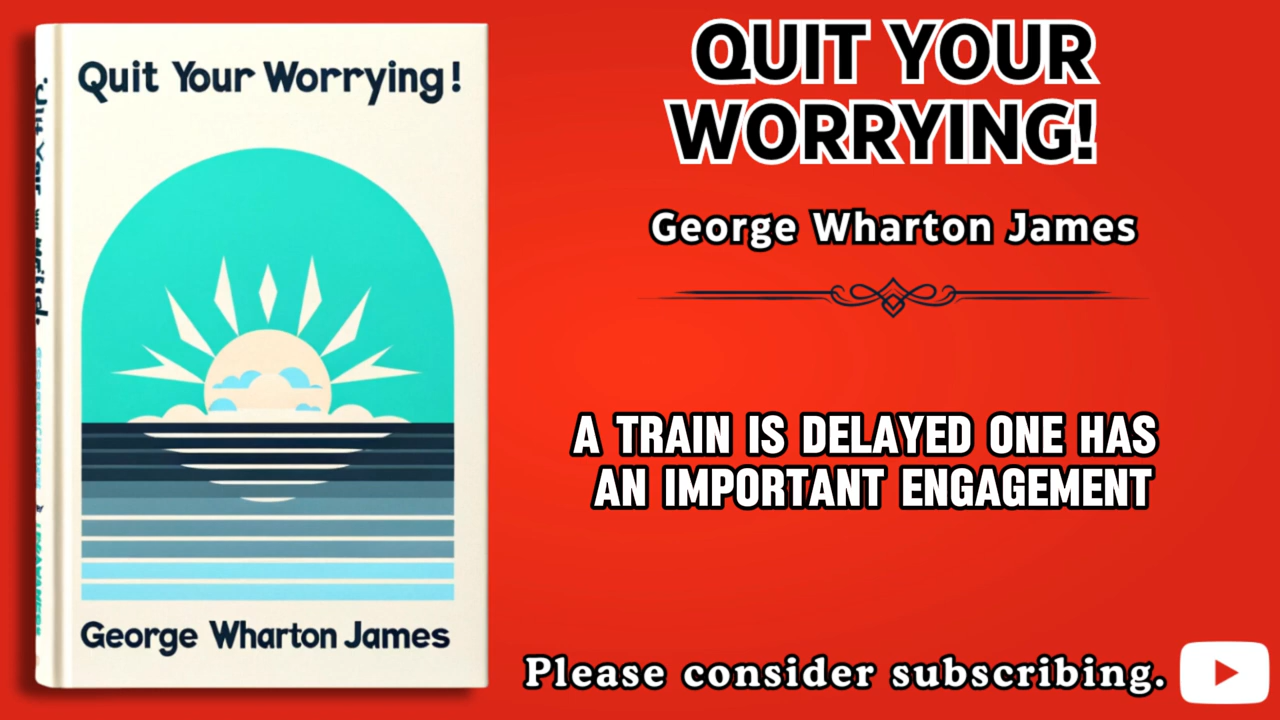 Quit Your Worrying!
George Wharton James
QUIT YOUR
WORRYING!
George Wharton James
A TRAIN IS DELAYED ONE HAS
AN IMPORTANT ENGAGEMENT
Please consider subscribing.